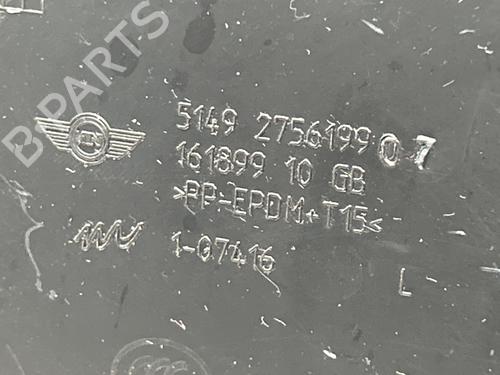 B-PARTS
5149 2756199 07
161899 10 GB
>PP-EPDM+T15<
1-07416
L